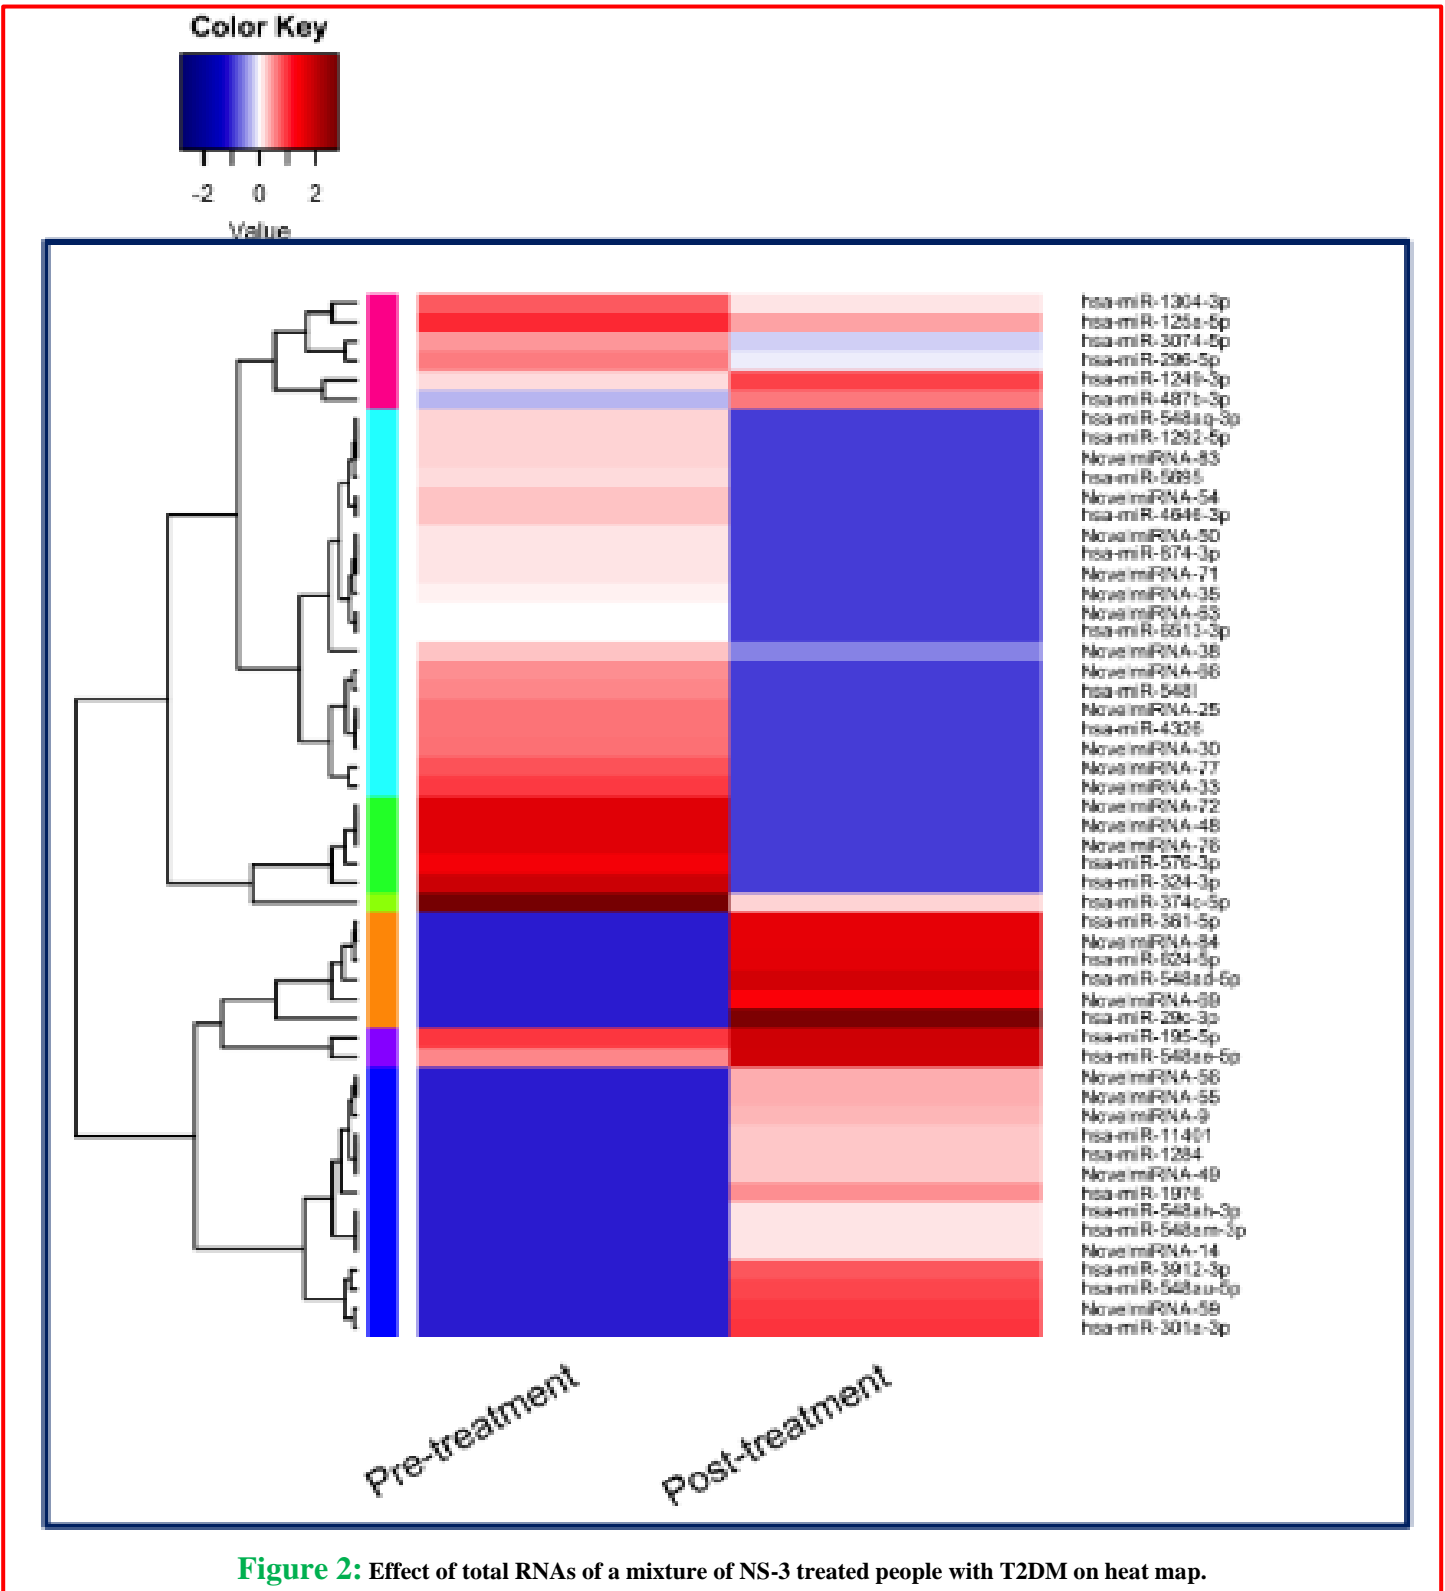 Color Key
-2 0 2
Value
hsa-miR-1304-3p
hsa-miR-125a-5p
hsa-miR-3074-5p
hsa-miR-296-5p
hsa-miR-1249-3p
hsa-miR-487b-3p
hsa-miR-548aq-3p
hsa-miR-1292-5p
NovelmiRNA-83
hsa-miR-5695
NovelmiRNA-54
hsa-miR-4646-3p
NovelmiRNA-50
hsa-miR-874-3p
NovelmiRNA-71
NovelmiRNA-35
NovelmiRNA-63
hsa-miR-6513-3p
NovelmiRNA-38
hsa-miR-548l
NovelmiRNA-25
hsa-miR-4326
NovelmiRNA-30
NovelmiRNA-77
NovelmiRNA-33
NovelmiRNA-72
NovelmiRNA-48
hsa-miR-576-3p
hsa-miR-324-3p
hsa-miR-374c-5p
hsa-miR-361-5p
NovelmiRNA-84
hsa-miR-624-5p
hsa-miR-548ad-5p
hsa-miR-29c-3p
hsa-miR-195-5p
hsa-miR-548ae-5p
NovelmiRNA-55
NovelmiRNA-9
hsa-miR-11401
hsa-miR-1284
NovelmiRNA-49
hsa-miR-1976
hsa-miR-548ah-3p
hsa-miR-548am-3p
NovelmiRNA-14
hsa-miR-3912-3p
hsa-miR-548au-5p
NovelmiRNA-59
hsa-miR-301a-3p
Pre-treatment
Post-treatment
Figure 2: Effect of total RNAs of a mixture of NS-3 treated people with T2DM on heat map.